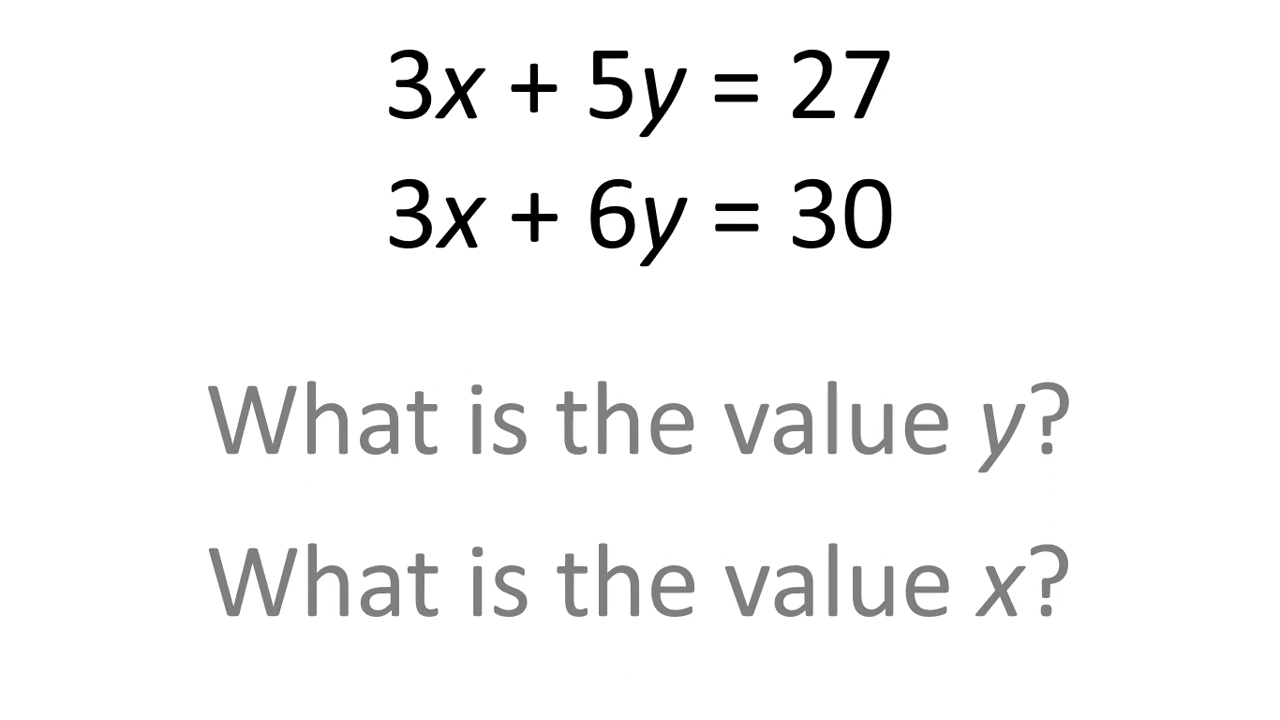 3x + 5y = 27
3x + 6y = 30
What is the value y?
What is the value x?